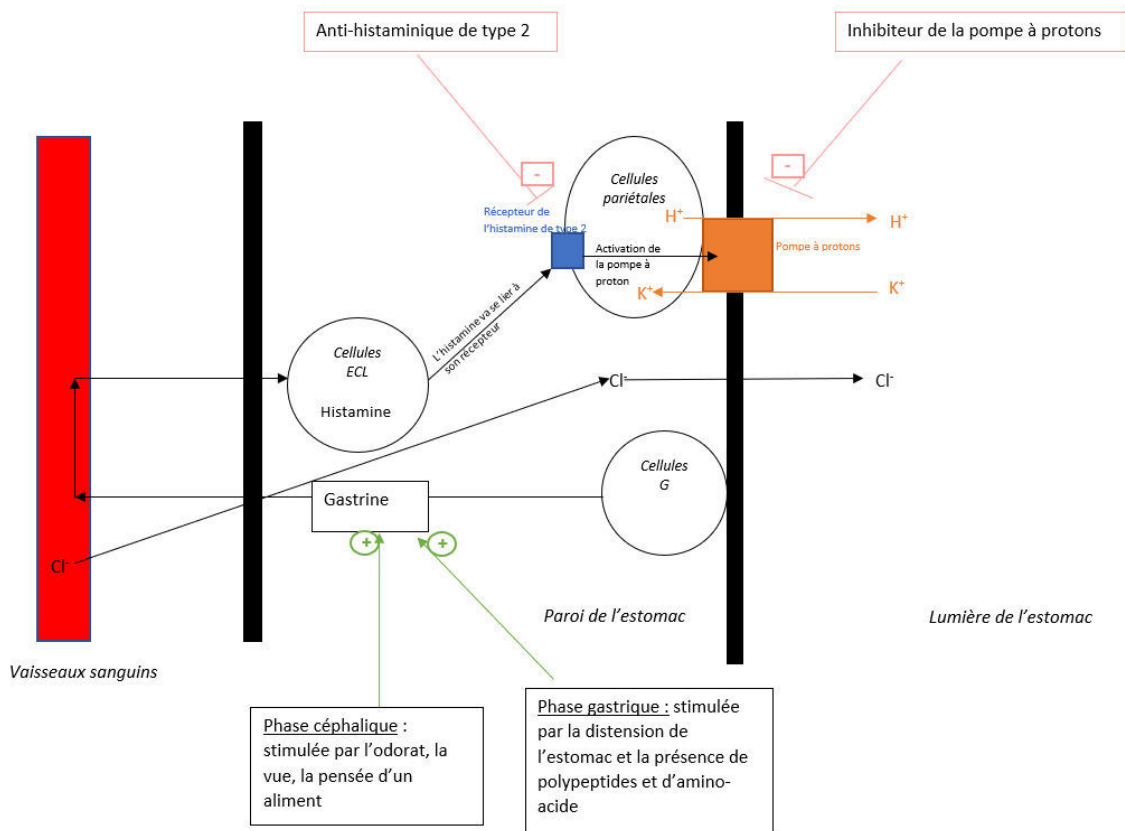 Anti-histaminique de type 2
Inhibiteur de la pompe à protons
-
-
Cellules
pariétales
Récepteur de
l'histamine de type 2
H⁺
H⁺
Activation de
la pompe à
proton
Pompe à protons
K⁺
K⁺
L'histamine va se lier à
son récepteur
Cellules
ECL
Histamine
Cl⁻
Cl⁻
Cellules
G
Gastrine
+
+
Cl⁻
Paroi de l'estomac
Lumière de l'estomac
Vaisseaux sanguins
Phase céphalique :
stimulée par l'odorat, la
vue, la pensée d'un
aliment
Phase gastrique : stimulée
par la distension de
l'estomac et la présence de
polypeptides et d'amino-
acide